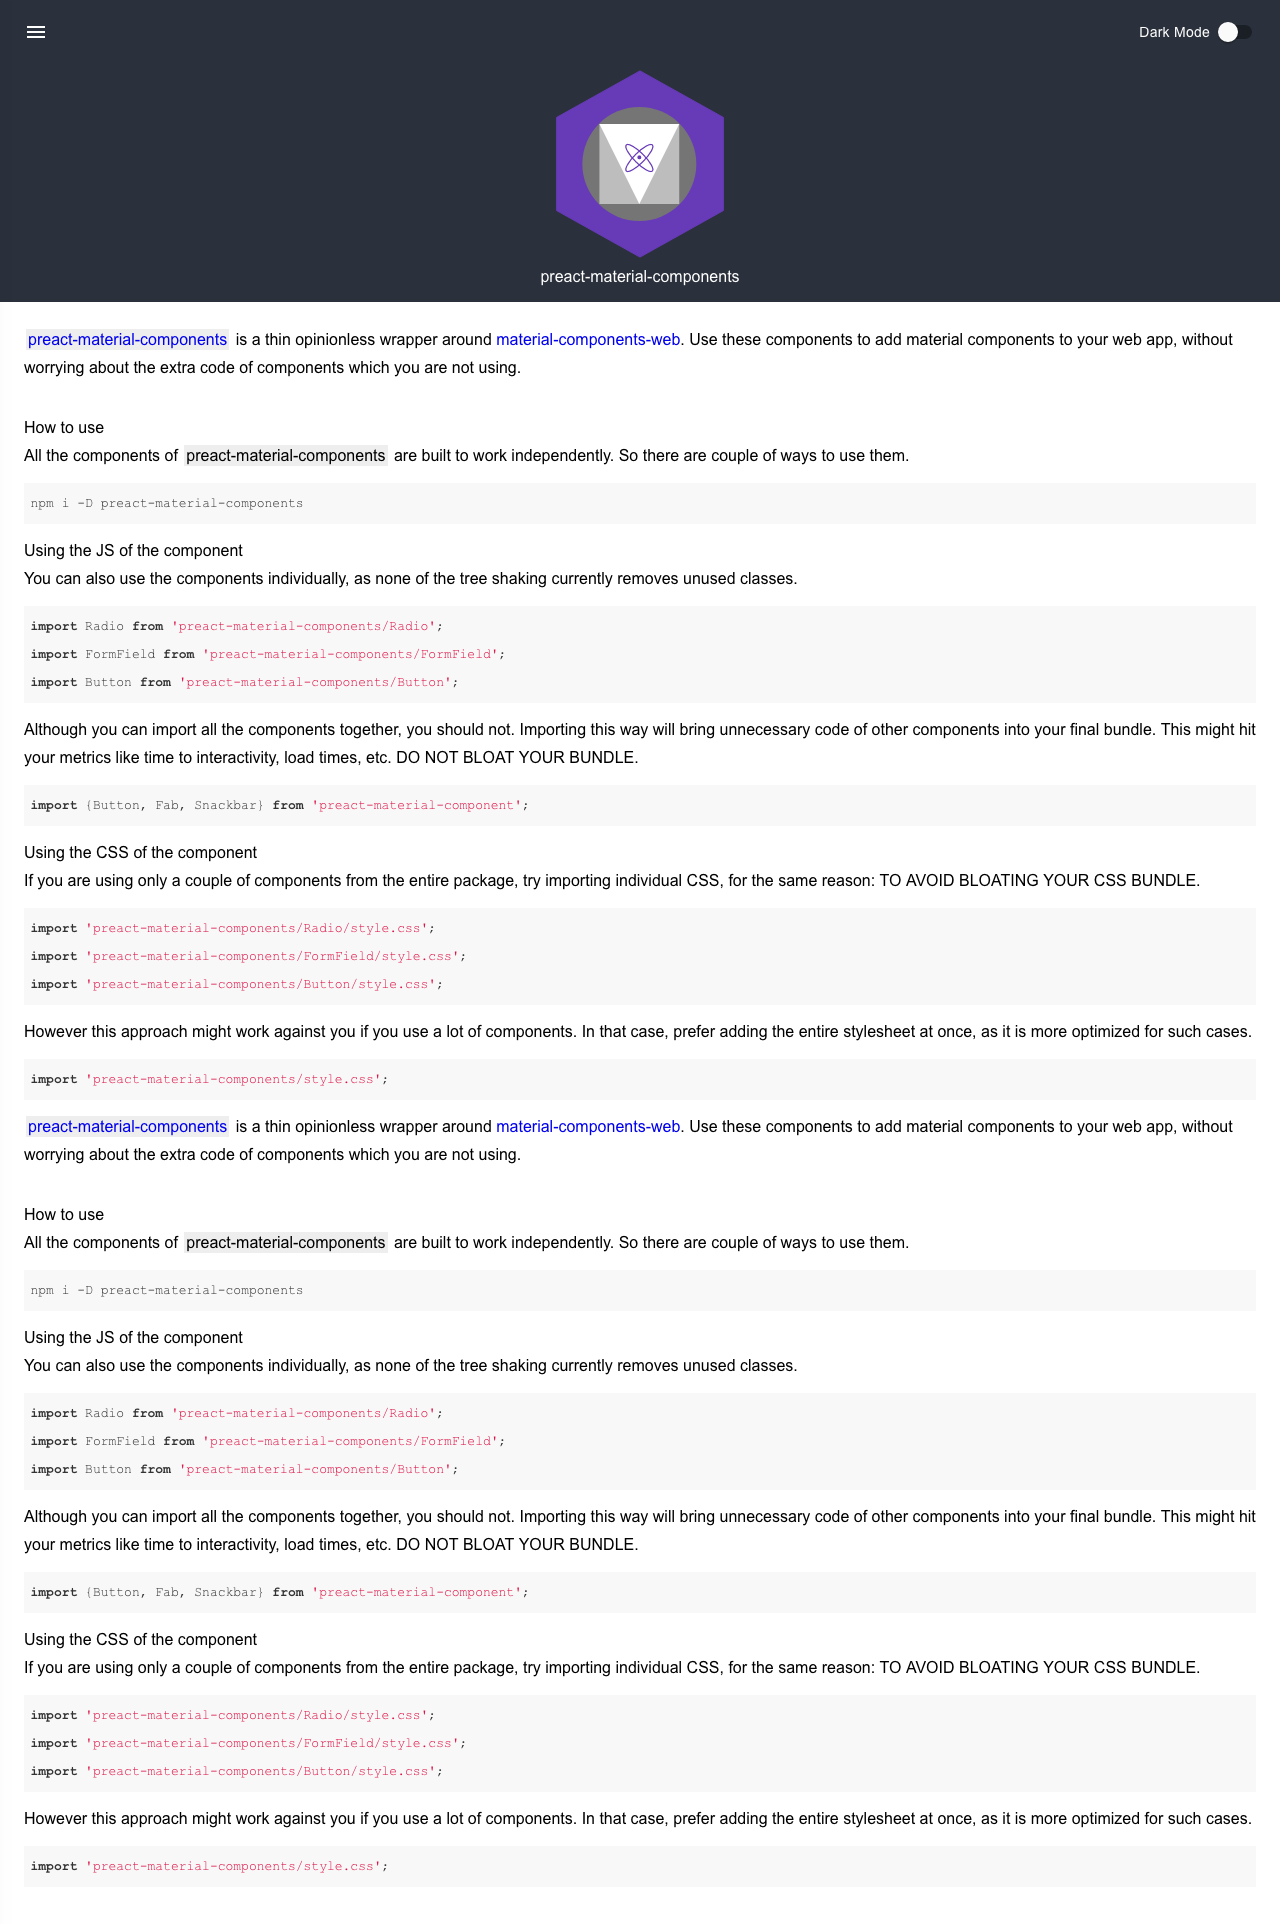 Dark Mode
preact-material-components
preact-material-components is a thin opinionless wrapper around material-components-web. Use these components to add material components to your web app, without
worrying about the extra code of components which you are not using.
How to use
All the components of preact-material-components are built to work independently. So there are couple of ways to use them.
npm i -D preact-material-components
Using the JS of the component
You can also use the components individually, as none of the tree shaking currently removes unused classes.
import Radio from 'preact-material-components/Radio';
import FormField from 'preact-material-components/FormField';
import Button from 'preact-material-components/Button';
Although you can import all the components together, you should not. Importing this way will bring unnecessary code of other components into your final bundle. This might hit
your metrics like time to interactivity, load times, etc. DO NOT BLOAT YOUR BUNDLE.
import {Button, Fab, Snackbar} from 'preact-material-component';
Using the CSS of the component
If you are using only a couple of components from the entire package, try importing individual CSS, for the same reason: TO AVOID BLOATING YOUR CSS BUNDLE.
import 'preact-material-components/Radio/style.css';
import 'preact-material-components/FormField/style.css';
import 'preact-material-components/Button/style.css';
However this approach might work against you if you use a lot of components. In that case, prefer adding the entire stylesheet at once, as it is more optimized for such cases.
import 'preact-material-components/style.css';
preact-material-components is a thin opinionless wrapper around material-components-web. Use these components to add material components to your web app, without
worrying about the extra code of components which you are not using.
How to use
All the components of preact-material-components are built to work independently. So there are couple of ways to use them.
npm i -D preact-material-components
Using the JS of the component
You can also use the components individually, as none of the tree shaking currently removes unused classes.
import Radio from 'preact-material-components/Radio';
import FormField from 'preact-material-components/FormField';
import Button from 'preact-material-components/Button';
Although you can import all the components together, you should not. Importing this way will bring unnecessary code of other components into your final bundle. This might hit
your metrics like time to interactivity, load times, etc. DO NOT BLOAT YOUR BUNDLE.
import {Button, Fab, Snackbar} from 'preact-material-component';
Using the CSS of the component
If you are using only a couple of components from the entire package, try importing individual CSS, for the same reason: TO AVOID BLOATING YOUR CSS BUNDLE.
import 'preact-material-components/Radio/style.css';
import 'preact-material-components/FormField/style.css';
import 'preact-material-components/Button/style.css';
However this approach might work against you if you use a lot of components. In that case, prefer adding the entire stylesheet at once, as it is more optimized for such cases.
import 'preact-material-components/style.css';